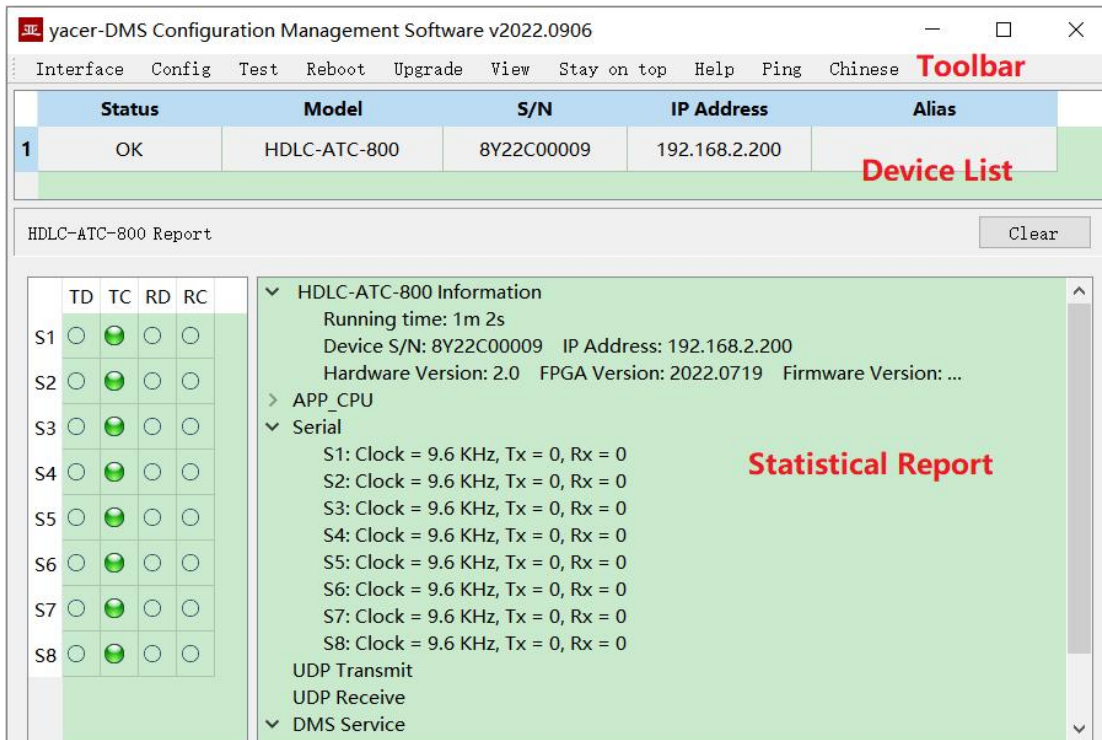 亚 yacer-DMS Configuration Management Software v2022.0906
Interface Config Test Reboot Upgrade View Stay on top Help Ping Chinese Toolbar
Status Model S/N IP Address Alias
1 OK HDLC-ATC-800 8Y22C00009 192.168.2.200
Device List
HDLC-ATC-800 Report Clear
TD TC RD RC
S1
S2
S3
S4
S5
S6
S7
S8
HDLC-ATC-800 Information
Running time: 1m 2s
Device S/N: 8Y22C00009 IP Address: 192.168.2.200
Hardware Version: 2.0 FPGA Version: 2022.0719 Firmware Version: ...
APP_CPU
Serial
S1: Clock = 9.6 KHz, Tx = 0, Rx = 0
S2: Clock = 9.6 KHz, Tx = 0, Rx = 0
S3: Clock = 9.6 KHz, Tx = 0, Rx = 0
S4: Clock = 9.6 KHz, Tx = 0, Rx = 0
S5: Clock = 9.6 KHz, Tx = 0, Rx = 0
S6: Clock = 9.6 KHz, Tx = 0, Rx = 0
S7: Clock = 9.6 KHz, Tx = 0, Rx = 0
S8: Clock = 9.6 KHz, Tx = 0, Rx = 0
UDP Transmit
UDP Receive
DMS Service
Statistical Report